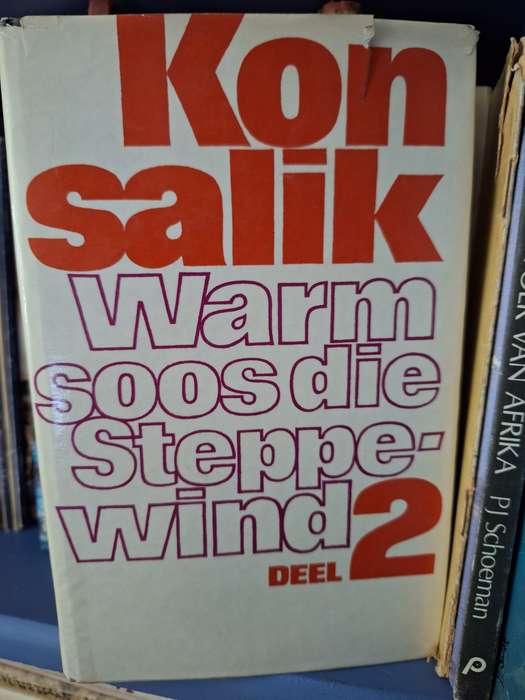 Kon
salik
Warm
soos die
Steppe-
wind
DEEL 2
VAN AFRIKA PJ Schoeman